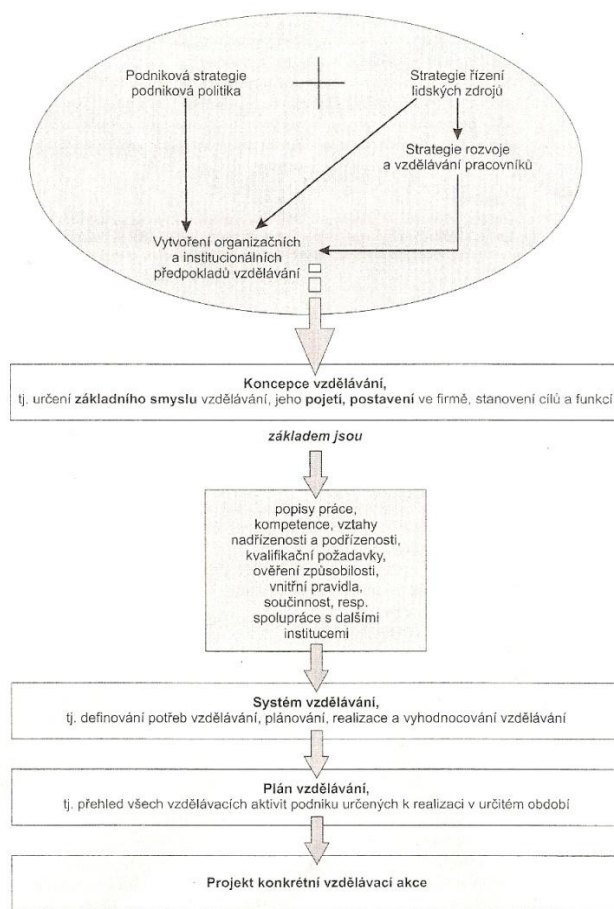 Podniková strategie
podniková politika
Strategie řízení
lidských zdrojů
Strategie rozvoje
a vzdělávání pracovníků
Vytvoření organizačních
a institucionálních
předpokladů vzdělávání
Koncepce vzdělávání,
tj. určení základního smyslu vzdělávání, jeho pojetí, postavení ve firmě, stanovení cílů a funkcí
základem jsou
popisy práce,
kompetence, vztahy
nadřízenosti a podřízenosti,
kvalifikační požadavky,
ověření způsobilosti,
vnitřní pravidla,
součinnost, resp.
spolupráce s dalšími
institucemi
Systém vzdělávání,
tj. definování potřeb vzdělávání, plánování, realizace a vyhodnocování vzdělávání
Plán vzdělávání,
tj. přehled všech vzdělávacích aktivit podniku určených k realizaci v určitém období
Projekt konkrétní vzdělávací akce